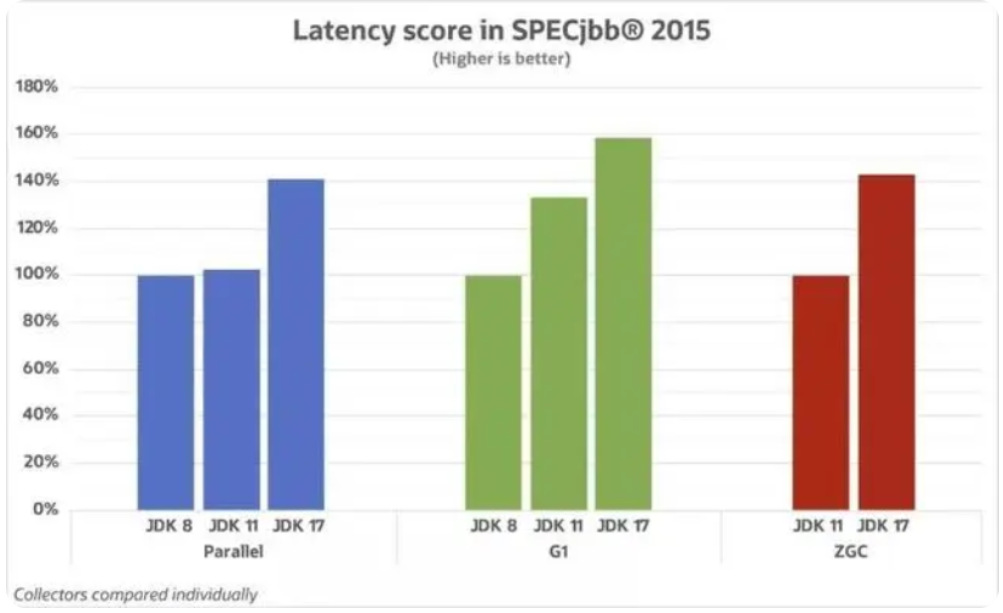 Latency score in SPECjbb® 2015
(Higher is better)
180%
160%
140%
120%
100%
80%
60%
40%
20%
0%
JDK 8 JDK 11 JDK 17 JDK 8 JDK 11 JDK 17 JDK 11 JDK 17
Parallel G1 ZGC
Collectors compared individually